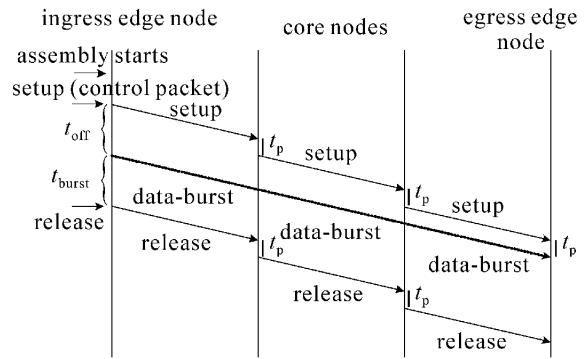 ingress edge node
core nodes
egress edge
node
assembly starts
setup (control packet)
setup
t_off
t_p
setup
t_p
setup
t_burst
data-burst
t_p
release
release
t_p
data-burst
data-burst
release
t_p
release